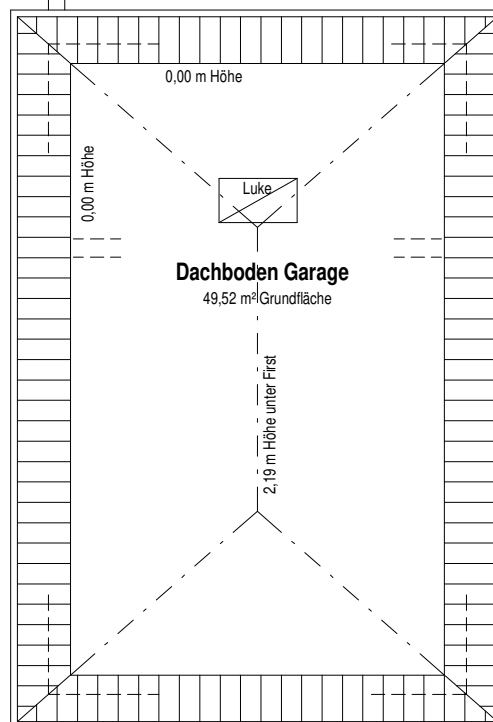 0,00 m Höhe
0,00 m Höhe
Luke
Dachboden Garage
49,52 m² Grundfläche
2,19 m Höhe unter First